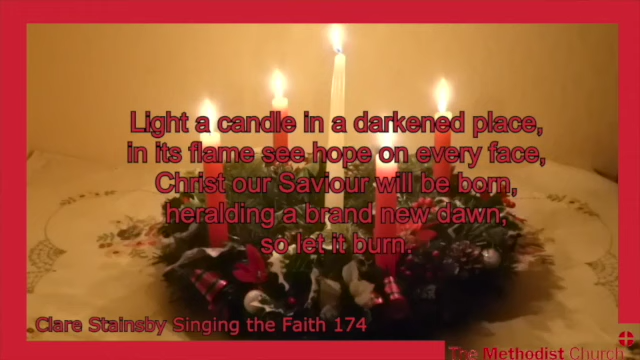 Light a candle in a darkened place,
in its flame see hope on every face,
Christ our Saviour will be born,
heralding a brand new dawn,
so let it burn.
Clare Stainsby Singing the Faith 174
The Methodist Church